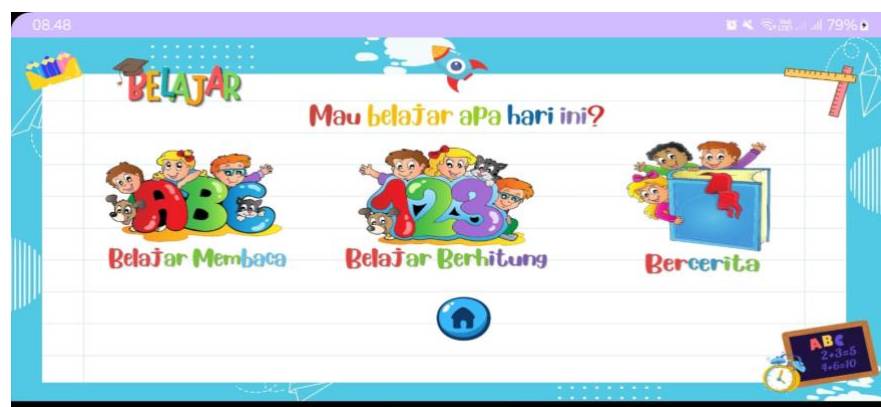 08.48
79%
BELAJAR
Mau belajar apa hari ini?
ABC
123
Belajar Membaca
Belajar Berhitung
Bercerita
ABC
2+3=5
4+6=10